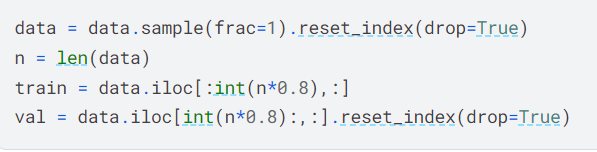 data = data.sample(frac=1).reset_index(drop=True)
n = len(data)
train = data.iloc[:int(n*0.8),:]
val = data.iloc[int(n*0.8):,:].reset_index(drop=True)